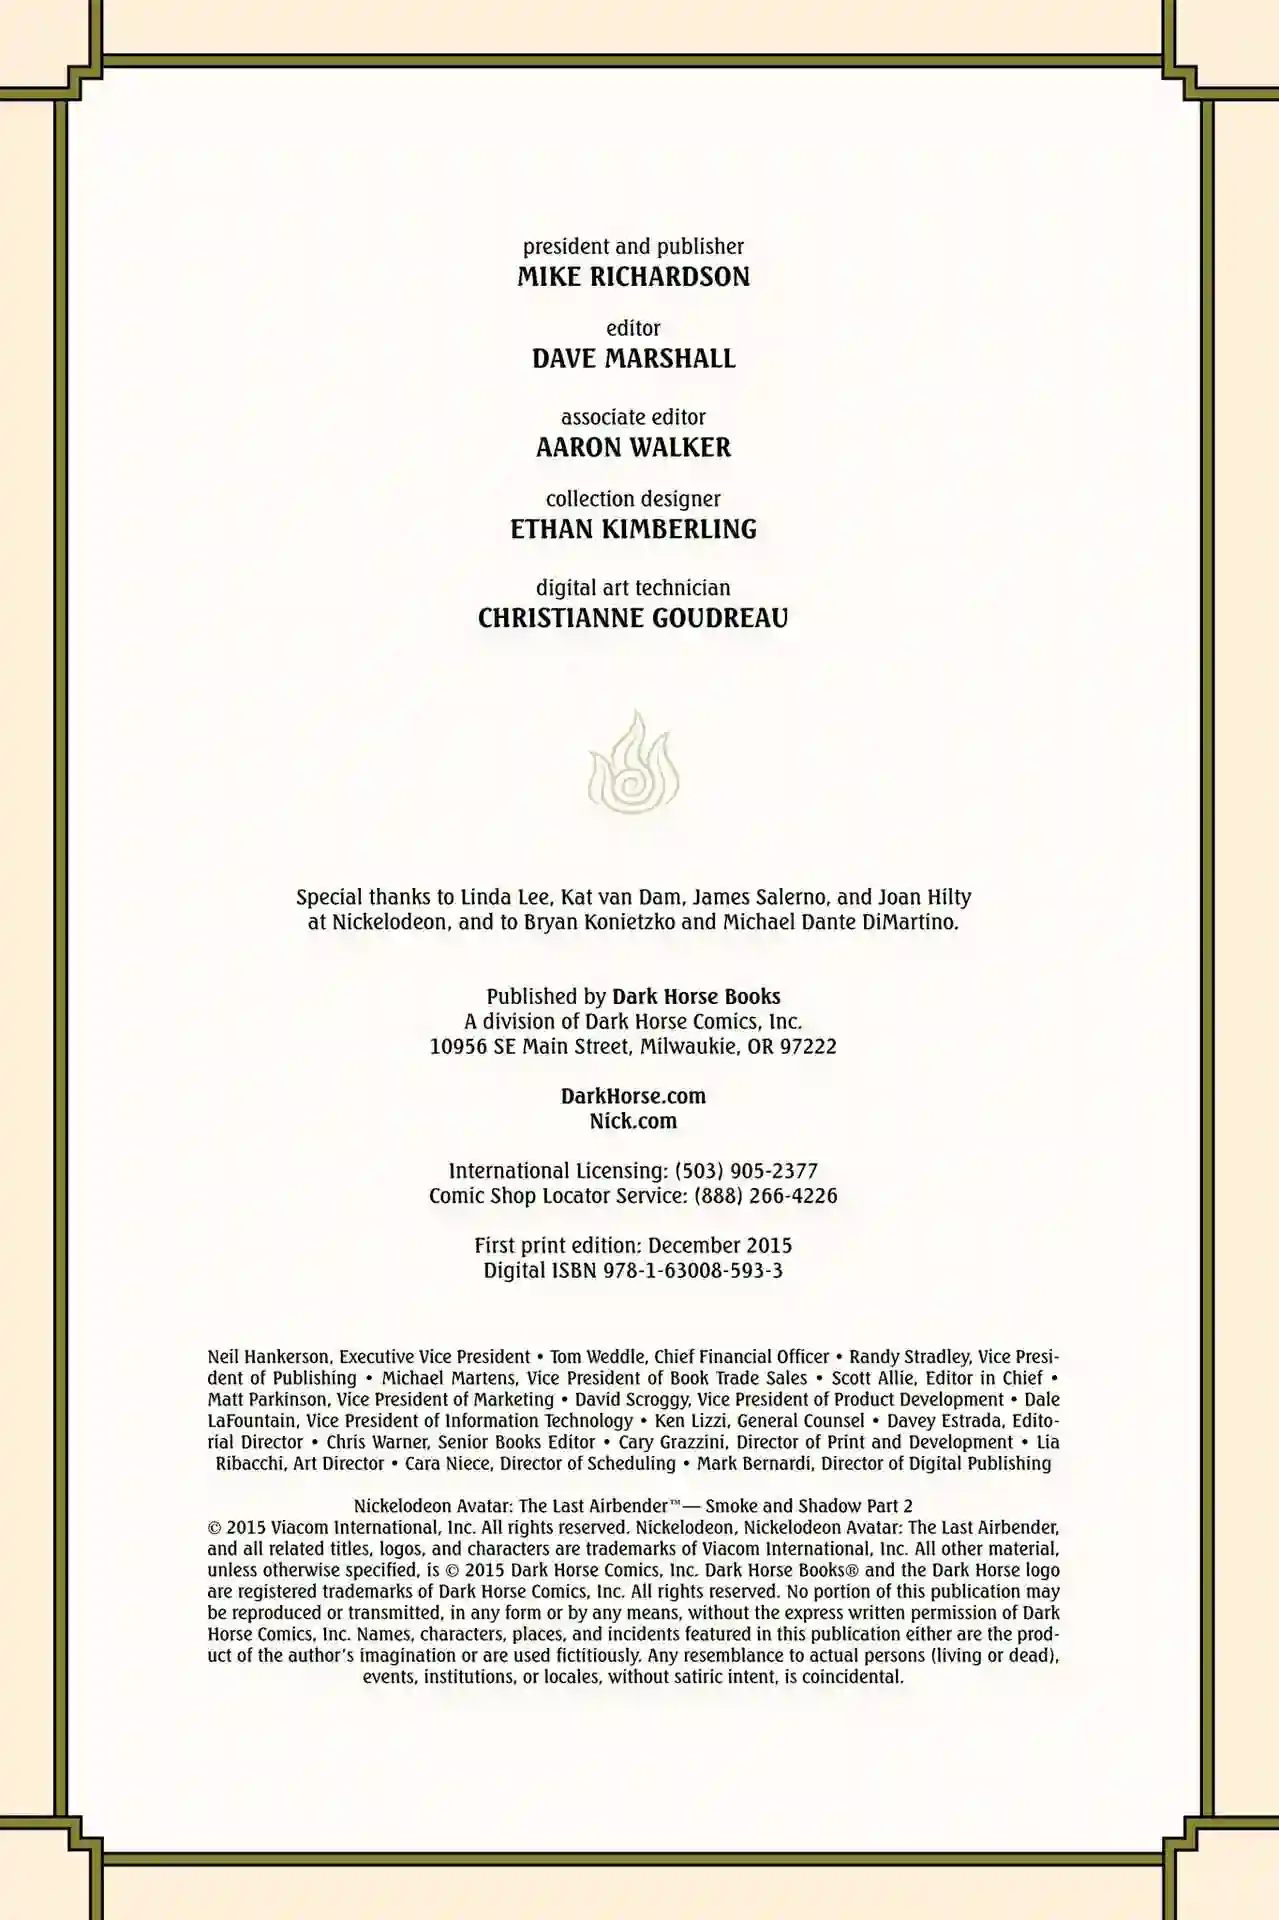 president and publisher
MIKE RICHARDSON
editor
DAVE MARSHALL
associate editor
AARON WALKER
collection designer
ETHAN KIMBERLING
digital art technician
CHRISTIANNE GOUDREAU
Special thanks to Linda Lee, Kat van Dam, James Salerno, and Joan Hilty
at Nickelodeon, and to Bryan Konietzko and Michael Dante DiMartino.
Published by Dark Horse Books
A division of Dark Horse Comics, Inc.
10956 SE Main Street, Milwaukie, OR 97222
DarkHorse.com
Nick.com
International Licensing: (503) 905-2377
Comic Shop Locator Service: (888) 266-4226
First print edition: December 2015
Digital ISBN 978-1-63008-593-3
Neil Hankerson, Executive Vice President • Tom Weddle, Chief Financial Officer • Randy Stradley, Vice Presi-
dent of Publishing • Michael Martens, Vice President of Book Trade Sales • Scott Allie, Editor in Chief •
Matt Parkinson, Vice President of Marketing • David Scroggy, Vice President of Product Development • Dale
LaFountain, Vice President of Information Technology • Ken Lizzi, General Counsel • Davey Estrada, Edito-
rial Director • Chris Warner, Senior Books Editor • Cary Grazzini, Director of Print and Development • Lia
Ribacchi, Art Director • Cara Niece, Director of Scheduling • Mark Bernardi, Director of Digital Publishing
Nickelodeon Avatar: The Last Airbender™— Smoke and Shadow Part 2
© 2015 Viacom International, Inc. All rights reserved. Nickelodeon, Nickelodeon Avatar: The Last Airbender,
and all related titles, logos, and characters are trademarks of Viacom International, Inc. All other material,
unless otherwise specified, is © 2015 Dark Horse Comics, Inc. Dark Horse Books® and the Dark Horse logo
are registered trademarks of Dark Horse Comics, Inc. All rights reserved. No portion of this publication may
be reproduced or transmitted, in any form or by any means, without the express written permission of Dark
Horse Comics, Inc. Names, characters, places, and incidents featured in this publication either are the prod-
uct of the author's imagination or are used fictitiously. Any resemblance to actual persons (living or dead),
events, institutions, or locales, without satiric intent, is coincidental.